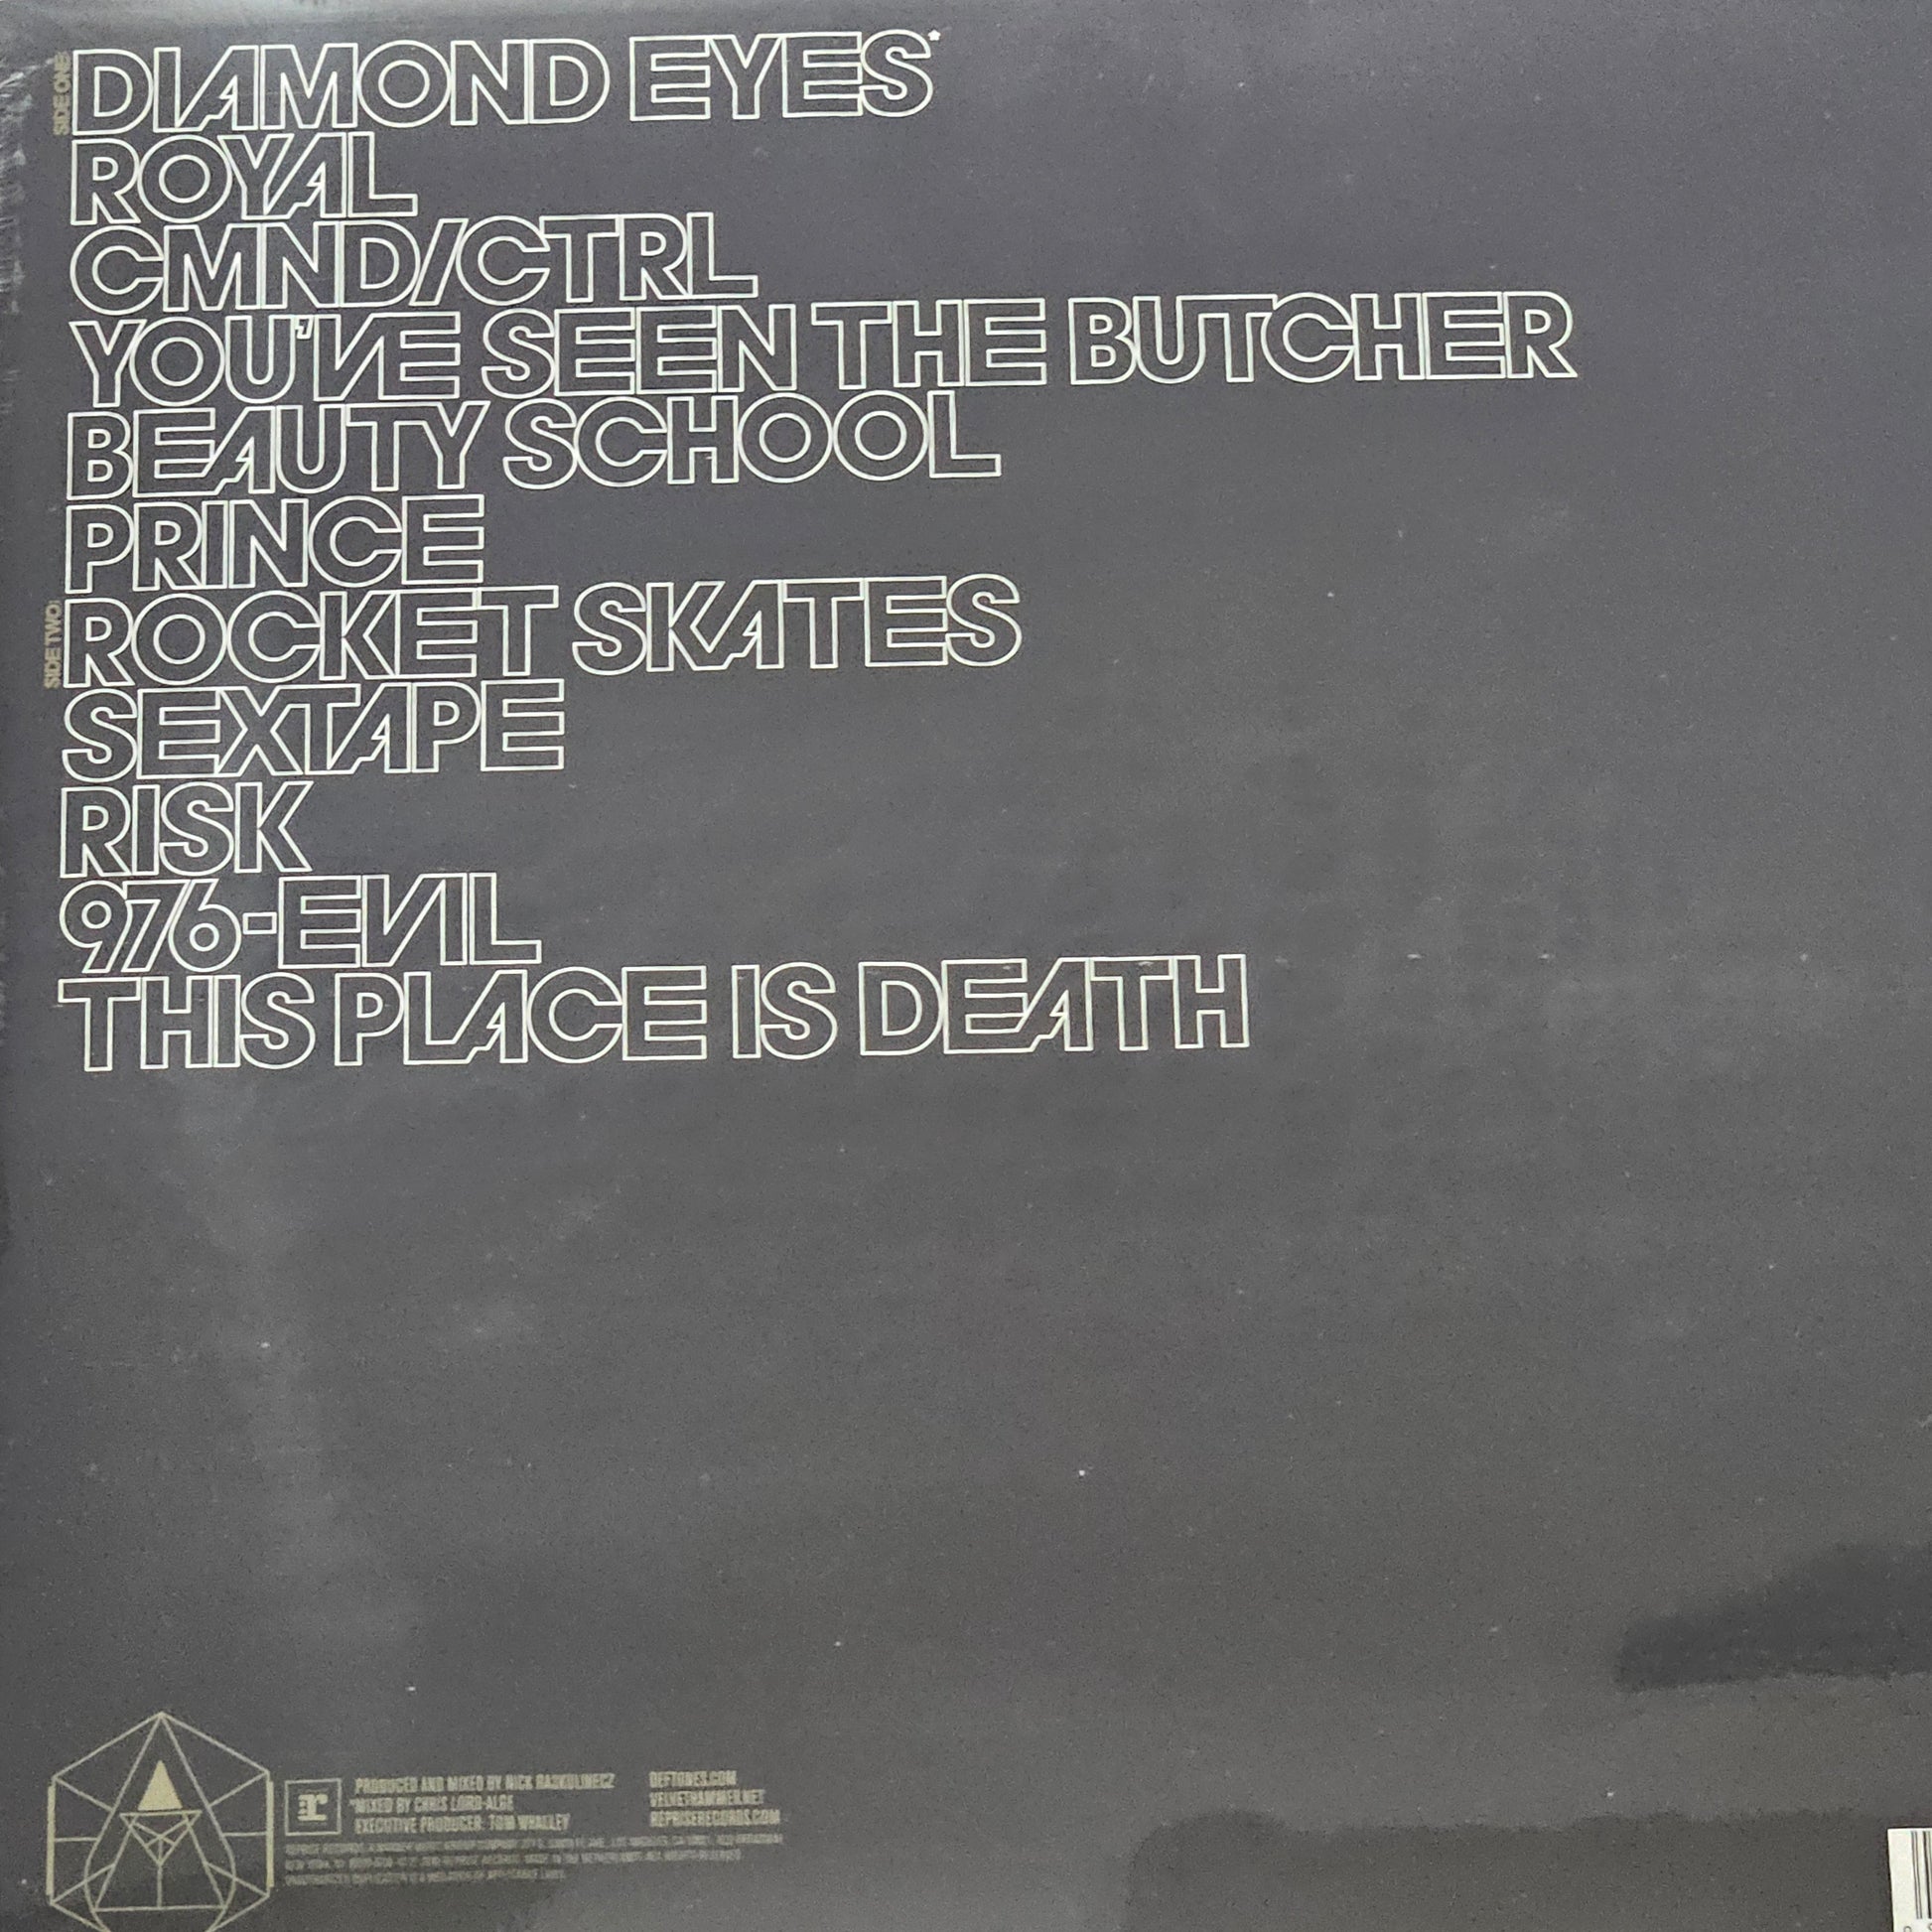 SIDE ONE:
DIAMOND EYES*
ROYAL
CMND/CTRL
YOU'VE SEEN THE BUTCHER
BEAUTY SCHOOL
PRINCE
SIDE TWO:
ROCKET SKATES
SEXTAPE
RISK
976-EVIL
THIS PLACE IS DEATH
r
PRODUCED AND MIXED BY NICK RASKULINECZ
*MIXED BY CHRIS LORD-ALGE
EXECUTIVE PRODUCER: TOM WHALLEY
DEFTONES.COM
VELVETHAMMER.NET
REPRISERECORDS.COM